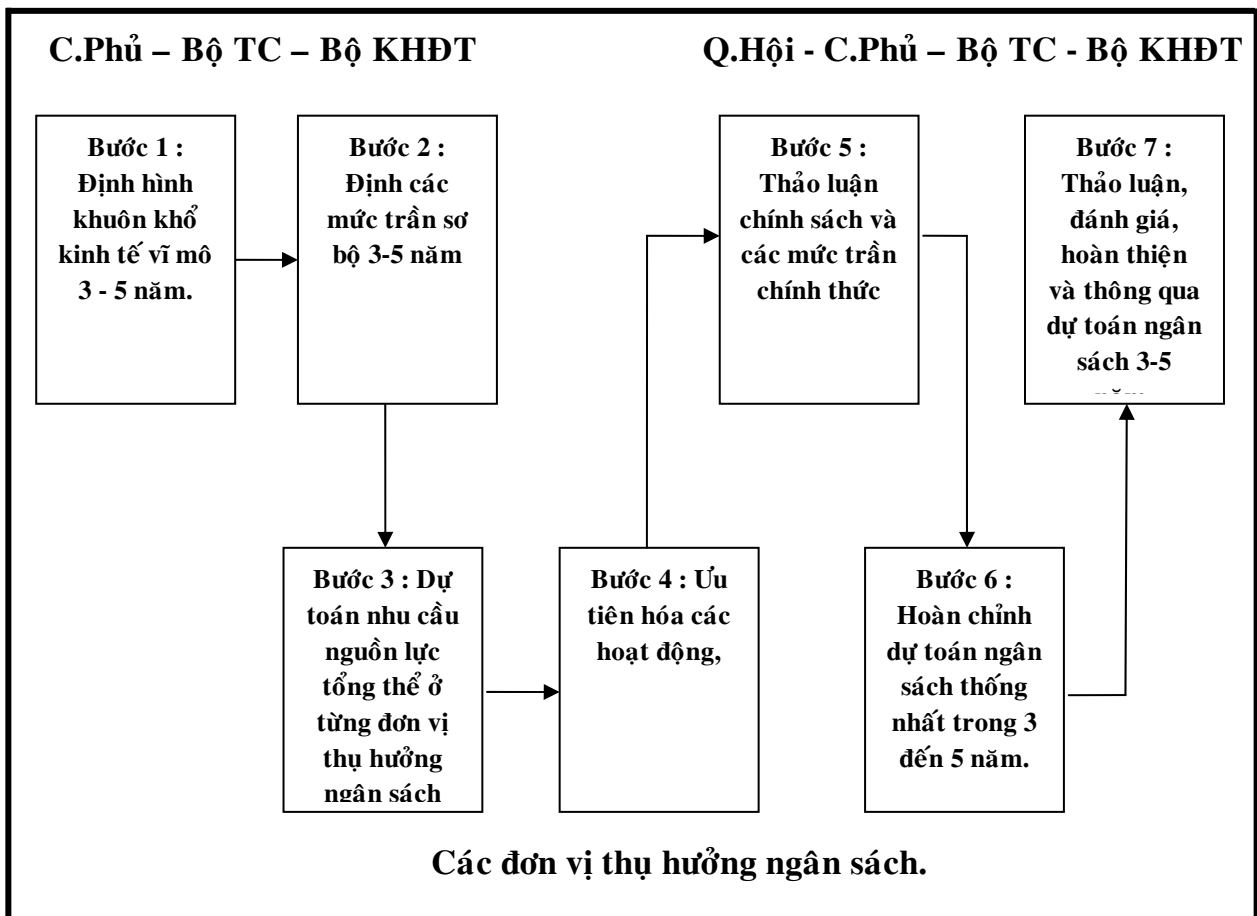 C.Phủ – Bộ TC – Bộ KHĐT
Q.Hội - C.Phủ – Bộ TC - Bộ KHĐT
Bước 1 :
Định hình
khuôn khổ
kinh tế vĩ mô
3 - 5 năm.
Bước 2 :
Định các
mức trần sơ
bộ 3-5 năm
Bước 5 :
Thảo luận
chính sách và
các mức trần
chính thức
Bước 7 :
Thảo luận,
đánh giá,
hoàn thiện
và thông qua
dự toán ngân
sách 3-5
Bước 3 : Dự
toán nhu cầu
nguồn lực
tổng thể ở
từng đơn vị
thụ hưởng
ngân sách
Bước 4 : Ưu
tiên hóa các
hoạt động,
Bước 6 :
Hoàn chỉnh
dự toán ngân
sách thống
nhất trong 3
đến 5 năm.
Các đơn vị thụ hưởng ngân sách.